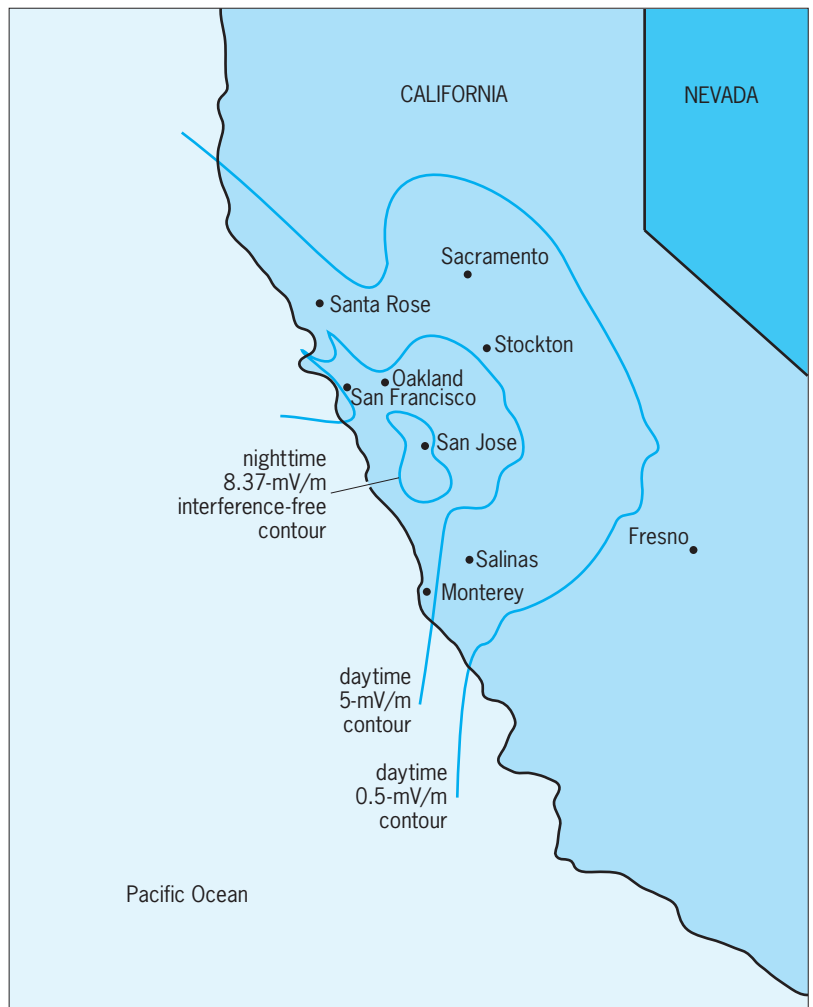 CALIFORNIA
NEVADA
Sacramento
Santa Rose
Stockton
Oakland
San Francisco
San Jose
nighttime
8.37-mV/m
interference-free
contour
Fresno
Salinas
Monterey
daytime
5-mV/m
contour
daytime
0.5-mV/m
contour
Pacific Ocean